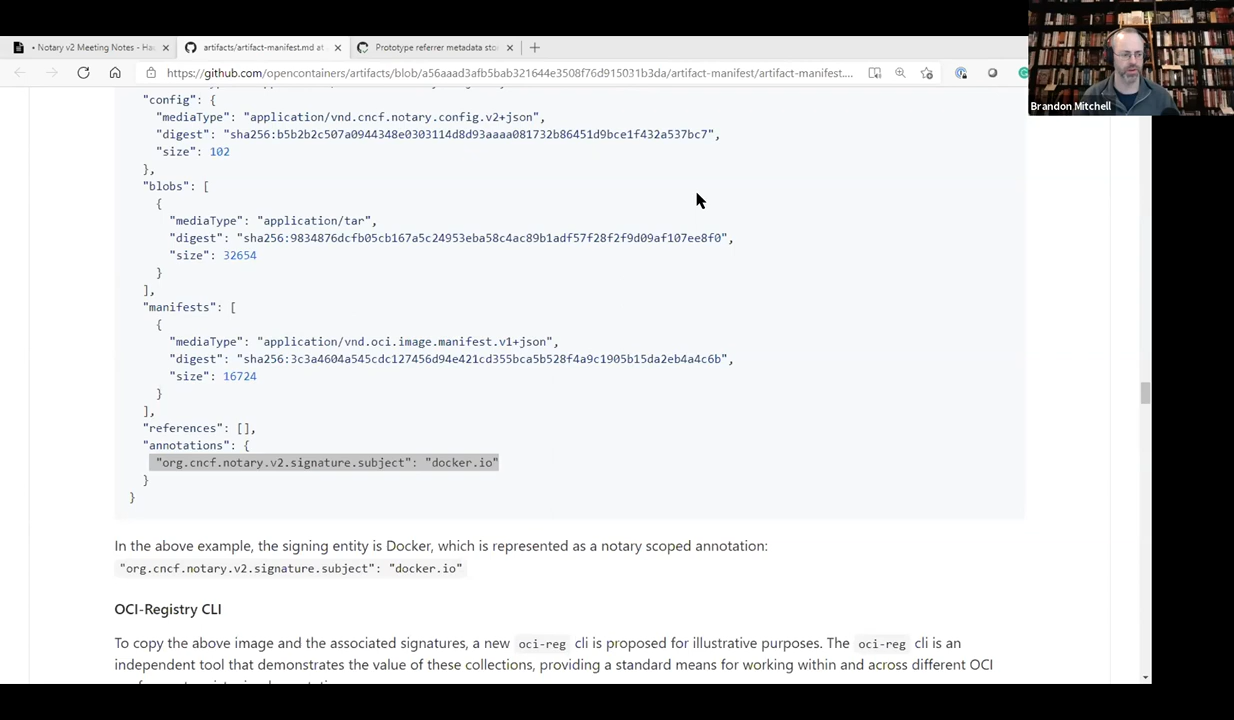 • Notary v2 Meeting Notes - Ha
artifacts/artifact-manifest.md at
Prototype referrer metadata sto
https://github.com/opencontainers/artifacts/blob/a56aaad3afb5bab321644e3508f76d915031b3da/artifact-manifest/artifact-manifest....
Brandon Mitchell
"config": {
"mediaType": "application/vnd.cncf.notary.config.v2+json",
"digest": "sha256:b5b2b2c507a0944348e0303114d8d93aaaa081732b86451d9bce1f432a537bc7",
"size": 102
},
"blobs": [
{
"mediaType": "application/tar",
"digest": "sha256:9834876dcfb05cb167a5c24953eba58c4ac89b1adf57f28f2f9d09af107ee8f0",
"size": 32654
}
],
"manifests": [
{
"mediaType": "application/vnd.oci.image.manifest.v1+json",
"digest": "sha256:3c3a4604a545cdc127456d94e421cd355bca5b528f4a9c1905b15da2eb4a4c6b",
"size": 16724
}
],
"references": [],
"annotations": {
"org.cncf.notary.v2.signature.subject": "docker.io"
}
}
In the above example, the signing entity is Docker, which is represented as a notary scoped annotation:
"org.cncf.notary.v2.signature.subject": "docker.io"
OCI-Registry CLI
To copy the above image and the associated signatures, a new oci-reg cli is proposed for illustrative purposes. The oci-reg cli is an
independent tool that demonstrates the value of these collections, providing a standard means for working within and across different OCI